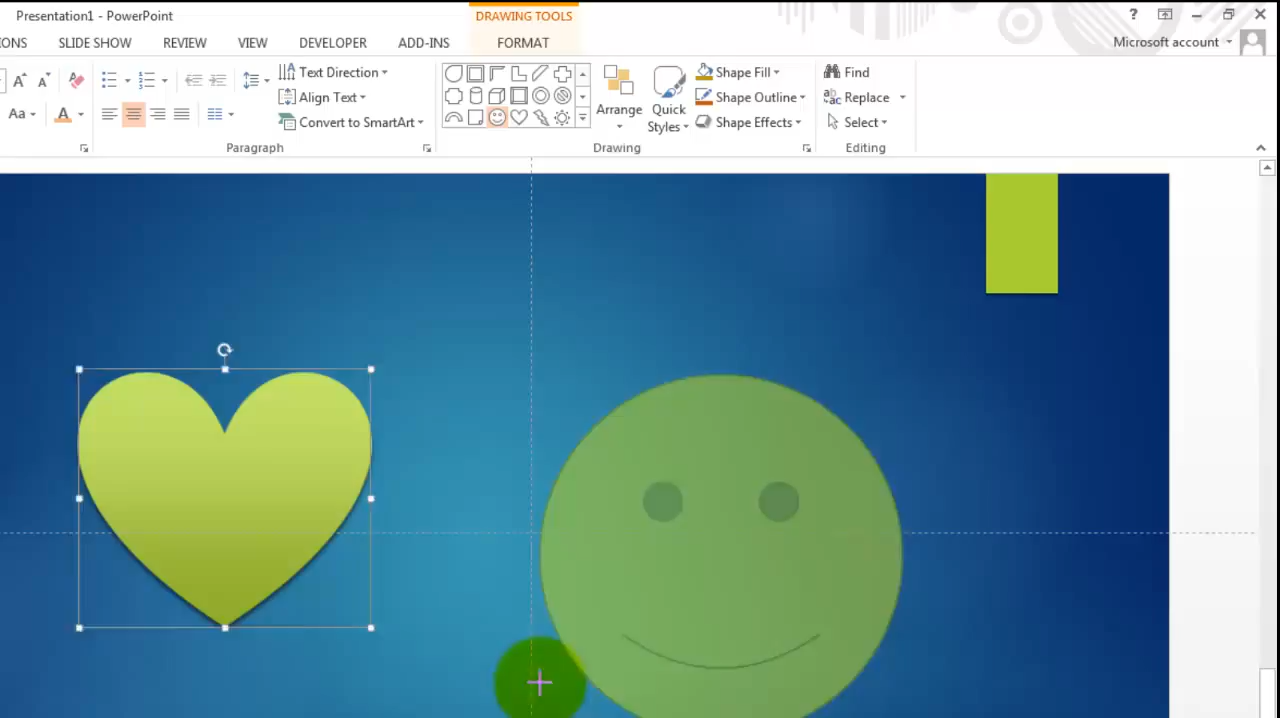 Presentation1 - PowerPoint
DRAWING TOOLS
?
ONS SLIDE SHOW REVIEW VIEW DEVELOPER ADD-INS FORMAT
Microsoft account
Text Direction
Align Text
Convert to SmartArt
Aa A
Paragraph
Arrange
Quick
Styles
Shape Fill
Shape Outline
Shape Effects
Drawing
Find
Replace
Select
Editing